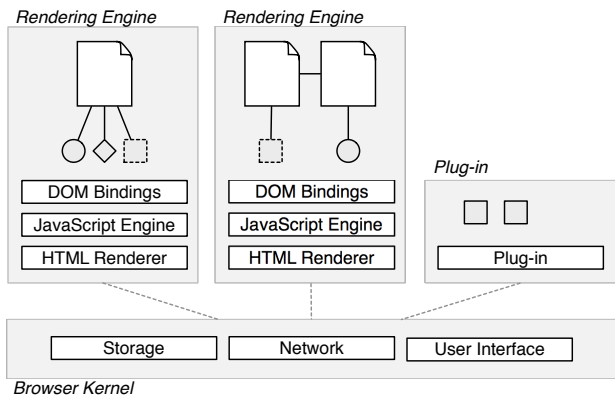 Rendering Engine
Rendering Engine
DOM Bindings
JavaScript Engine
HTML Renderer
DOM Bindings
JavaScript Engine
HTML Renderer
Plug-in
Plug-in
Storage
Network
User Interface
Browser Kernel